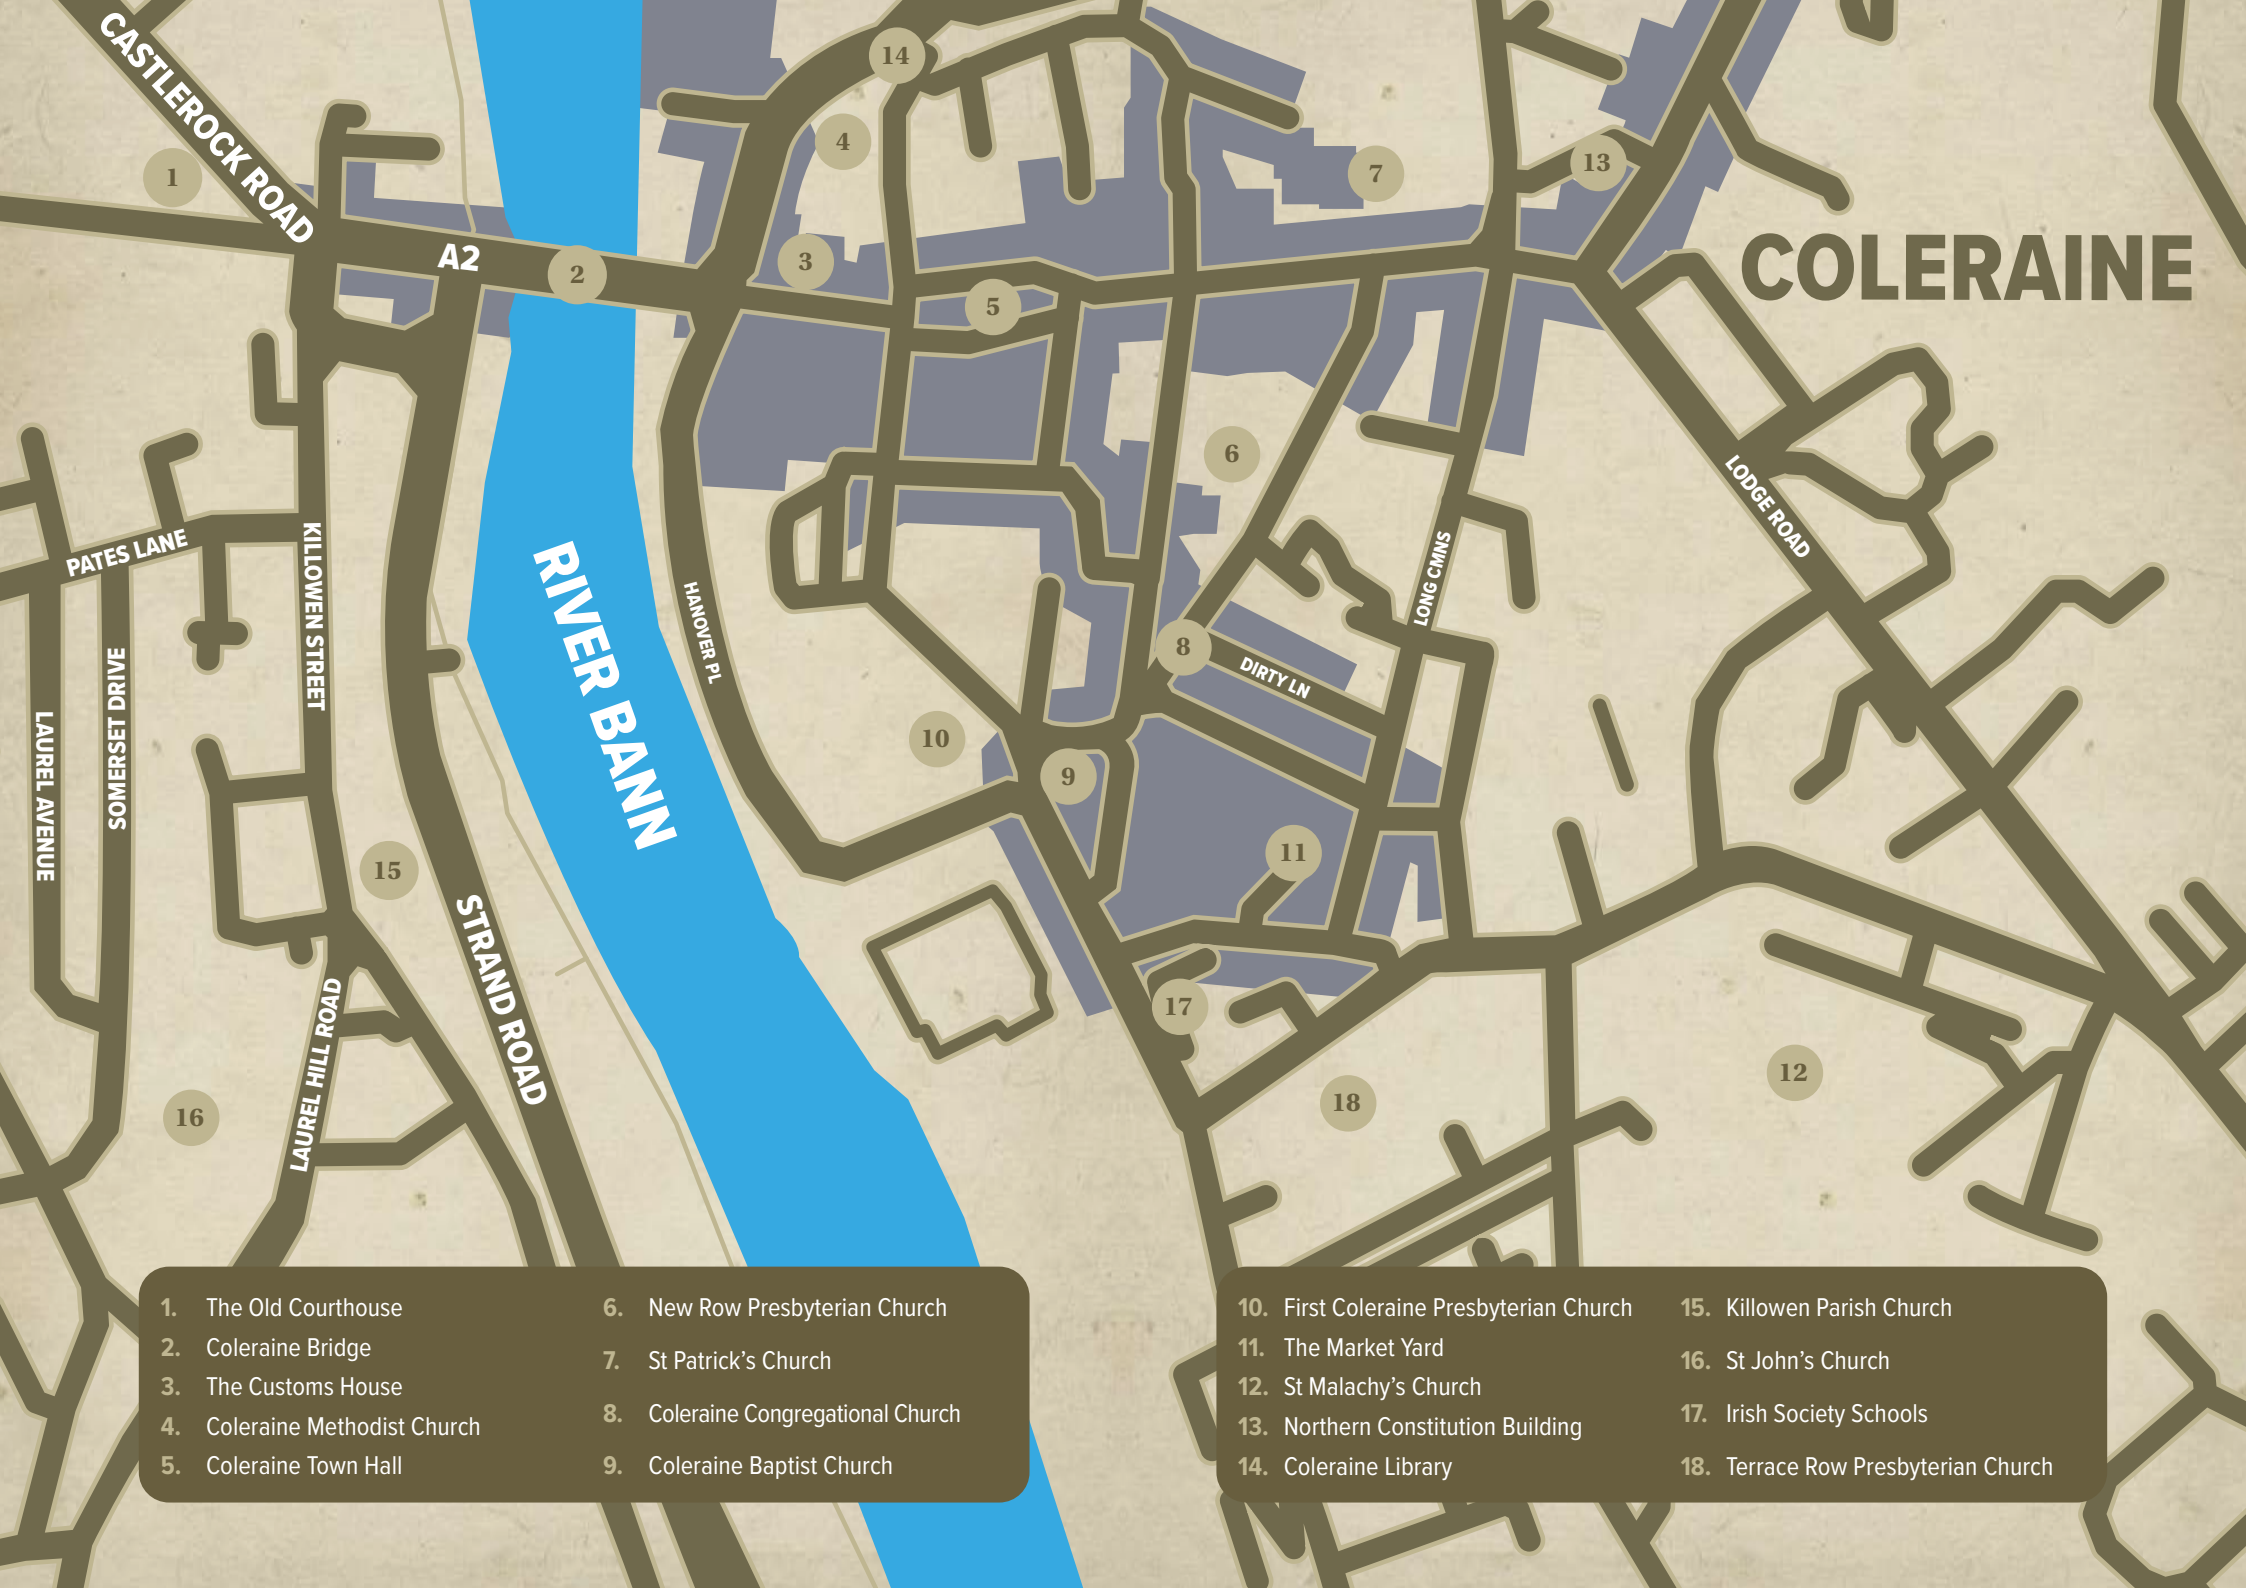 CASTLEROCK ROAD
14
4
1
7
13
A2
2
3
5
COLERAINE
6
LODGE ROAD
PATES LANE
KILLOWEN STREET
RIVER BANN
HANOVER PL
LONG CMNS
8
DIRTY LN
LAUREL AVENUE
SOMERSET DRIVE
10
9
11
15
STRAND ROAD
17
LAUREL HILL ROAD
12
18
16
1. The Old Courthouse
2. Coleraine Bridge
3. The Customs House
4. Coleraine Methodist Church
5. Coleraine Town Hall
6. New Row Presbyterian Church
7. St Patrick’s Church
8. Coleraine Congregational Church
9. Coleraine Baptist Church
10. First Coleraine Presbyterian Church
11. The Market Yard
12. St Malachy’s Church
13. Northern Constitution Building
14. Coleraine Library
15. Killowen Parish Church
16. St John’s Church
17. Irish Society Schools
18. Terrace Row Presbyterian Church